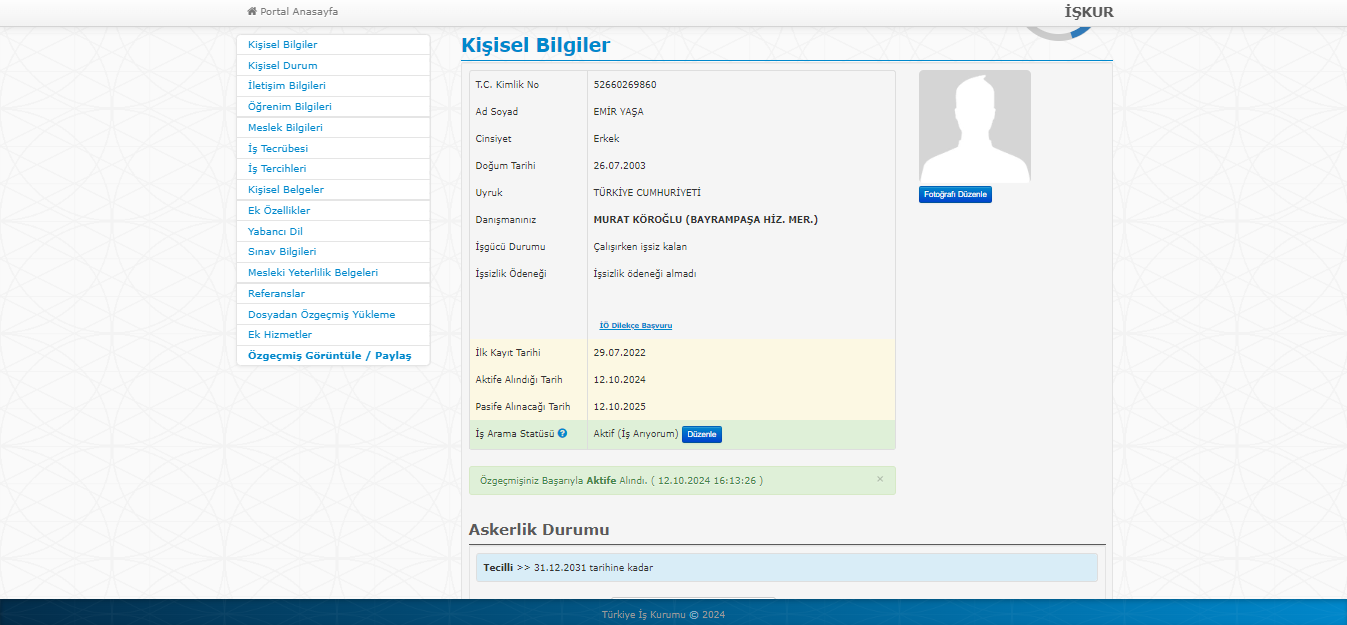 Portal Anasayfa
İŞKUR
Kişisel Bilgiler
Kişisel Durum
İletişim Bilgileri
Öğrenim Bilgileri
Meslek Bilgileri
İş Tecrübesi
İş Tercihleri
Kişisel Belgeler
Ek Özellikler
Yabancı Dil
Sınav Bilgileri
Mesleki Yeterlilik Belgeleri
Referanslar
Dosyadan Özgeçmiş Yükleme
Ek Hizmetler
Özgeçmiş Görüntüle / Paylaş
Kişisel Bilgiler
T.C. Kimlik No 52660269860
Ad Soyad EMİR YAŞA
Cinsiyet Erkek
Doğum Tarihi 26.07.2003
Uyruk TÜRKİYE CUMHURİYETİ
Danışmanınız MURAT KÖROĞLU (BAYRAMPAŞA HİZ. MER.)
İşgücü Durumu Çalışırken işsiz kalan
İşsizlik Ödeneği İşsizlik ödeneği almadı
İÖ Dilekçe Başvuru
İlk Kayıt Tarihi 29.07.2022
Aktife Alındığı Tarih 12.10.2024
Pasife Alınacağı Tarih 12.10.2025
İş Arama Statüsü ? Aktif (İş Arıyorum) Düzenle
Fotoğrafı Düzenle
Özgeçmişiniz Başarıyla Aktife Alındı. ( 12.10.2024 16:13:26 ) ×
Askerlik Durumu
Tecilli >> 31.12.2031 tarihine kadar
Türkiye İş Kurumu © 2024